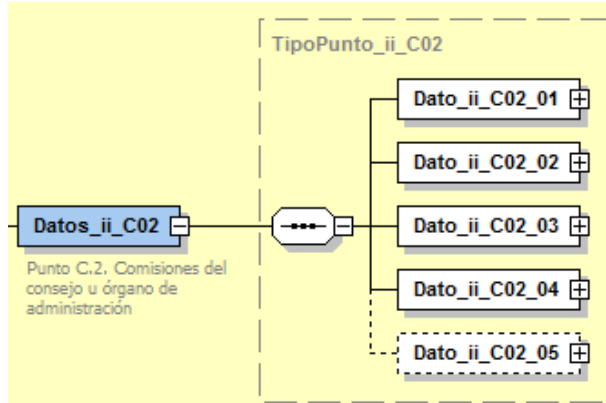 TipoPunto_ii_C02
Dato_ii_C02_01
Dato_ii_C02_02
Datos_ii_C02
Dato_ii_C02_03
Punto C.2. Comisiones del
consejo u órgano de
administración
Dato_ii_C02_04
Dato_ii_C02_05